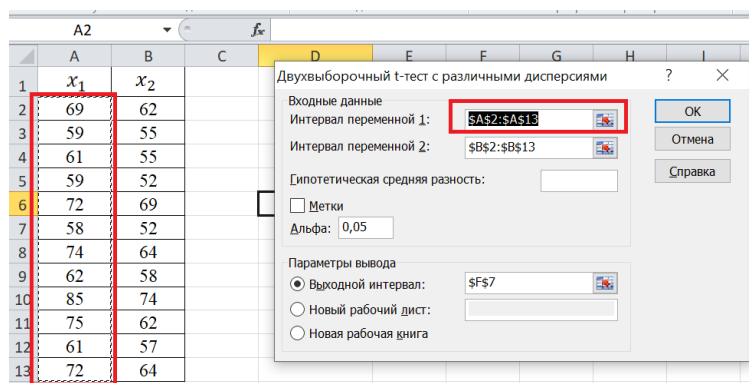 A2 fx
A B C D E F G H I
1 x₁ x₂
2 69 62
3 59 55
4 61 55
5 59 52
6 72 69
7 58 52
8 74 64
9 62 58
10 85 74
11 75 62
12 61 57
13 72 64
Двухвыборочный t-тест с различными дисперсиями ? ×
Входные данные
Интервал переменной 1: $A$2:$A$13
Интервал переменной 2: $B$2:$B$13
Гипотетическая средняя разность:
Метки
Альфа: 0,05
Параметры вывода
Выходной интервал: $F$7
Новый рабочий лист:
Новая рабочая книга
OK
Отмена
Справка